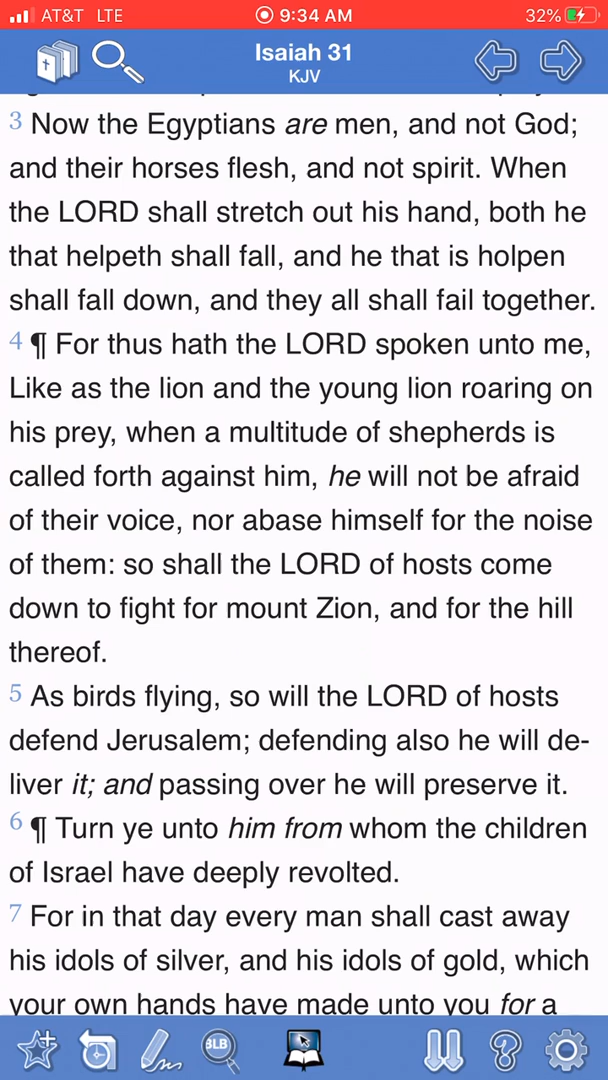 AT&T LTE 9:34 AM 32%
Isaiah 31
KJV
3 Now the Egyptians are men, and not God;
and their horses flesh, and not spirit. When
the LORD shall stretch out his hand, both he
that helpeth shall fall, and he that is holpen
shall fall down, and they all shall fail together.
4 ¶ For thus hath the LORD spoken unto me,
Like as the lion and the young lion roaring on
his prey, when a multitude of shepherds is
called forth against him, he will not be afraid
of their voice, nor abase himself for the noise
of them: so shall the LORD of hosts come
down to fight for mount Zion, and for the hill
thereof.
5 As birds flying, so will the LORD of hosts
defend Jerusalem; defending also he will de-
liver it; and passing over he will preserve it.
6 ¶ Turn ye unto him from whom the children
of Israel have deeply revolted.
7 For in that day every man shall cast away
his idols of silver, and his idols of gold, which
your own hands have made unto you for a
BLB